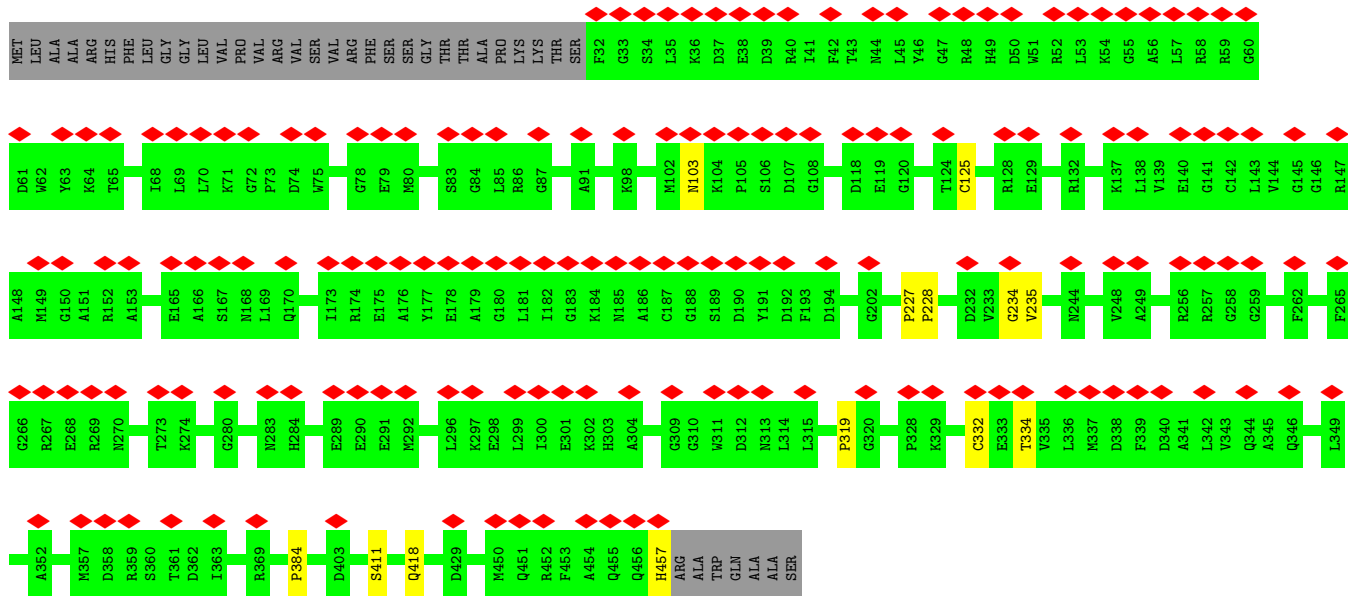 MET LEU ALA ALA ARG HIS PHE LEU GLY GLY LEU VAL PRO VAL ARG VAL SER VAL ARG PHE SER SER GLY THR THR ALA PRO LYS LYS THR SER F32 G33 S34 L35 K36 D37 E38 D39 R40 I41 F42 T43 N44 L45 Y46 G47 R48 H49 D50 W51 R52 L53 K54 G55 A56 L57 R58 R59 G60
D61 W62 Y63 K64 T65 I68 L69 L70 K71 G72 P73 D74 W75 G78 E79 M80 S83 G84 L85 R86 G87 A91 K98 M102 N103 K104 P105 S106 D107 G108 D118 E119 G120 T124 C125 R128 E129 R132 K137 L138 V139 E140 G141 C142 L143 V144 G145 G146 R147
A148 M149 G150 A151 R152 A153 E165 A166 S167 N168 L169 Q170 I173 R174 E175 A176 Y177 E178 A179 G180 L181 I182 G183 K184 N185 A186 C187 G188 S189 D190 Y191 D192 F193 D194 G202 P227 P228 D232 V233 G234 V235 N244 V248 A249 R256 R257 G258 G259 F262 F265
G266 R267 E268 R269 N270 T273 K274 G280 N283 H284 E289 E290 E291 M292 L296 K297 E298 L299 I300 E301 K302 H303 A304 G309 G310 W311 D312 N313 L314 L315 P319 G320 P328 K329 C332 E333 T334 V335 L336 M337 D338 F339 D340 A341 L342 V343 Q344 A345 Q346 L349
A352 M357 D358 R359 S360 T361 D362 I363 R369 P384 D403 S411 Q418 D429 M450 Q451 R452 F453 A454 Q455 Q456 H457 ARG ALA TRP GLN ALA ALA SER